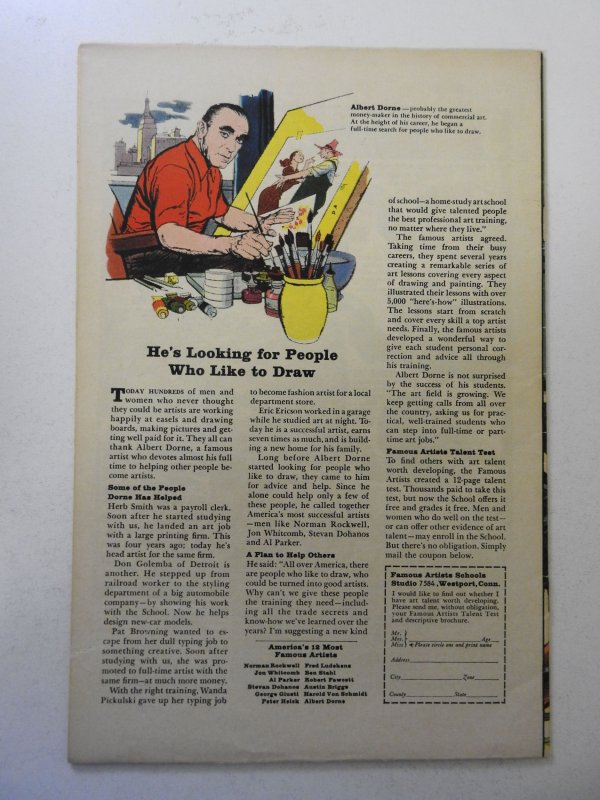 Albert Dorne—probably the greatest
money-maker in the history of commercial art.
At the height of his career, he began a
full-time search for people who like to draw.
He's Looking for People
Who Like to Draw
TODAY HUNDREDS of men and
women who never thought
they could be artists are working
happily at easels and drawing
boards, making pictures and get-
ting well paid for it. They all can
thank Albert Dorne, a famous
artist who devotes almost his full
time to helping other people be-
come artists.
Some of the People
Dorne Has Helped
Herb Smith was a payroll clerk.
Soon after he started studying
with us, he landed an art job
with a large printing firm. This
was four years ago; today he's
head artist for the same firm.
Don Golemba of Detroit is
another. He stepped up from
railroad worker to the styling
department of a big automobile
company—by showing his work
with the School. Now he helps
design new-car models.
Pat Browning wanted to es-
cape from her dull typing job to
something creative. Soon after
studying with us, she was pro-
moted to full-time artist with the
same firm—at much more money.
With the right training, Wanda
Pickulski gave up her typing job
to become fashion artist for a local
department store.
Eric Ericson worked in a garage
while he studied art at night. To-
day he is a successful artist, earns
seven times as much, and is build-
ing a new home for his family.
Long before Albert Dorne
started looking for people who
like to draw, they came to him
for advice and help. Since he
alone could help only a few of
these people, he called together
America's most successful artists
—men like Norman Rockwell,
Jon Whitcomb, Stevan Dohanos
and Al Parker.
A Plan to Help Others
He said: "All over America, there
are people who like to draw, who
could be turned into good artists.
Why can't we give these people
the training they need—includ-
ing all the trade secrets and
know-how we've learned over the
years? I'm suggesting a new kind
America's 12 Most
Famous Artists
Norman Rockwell Fred Ludekens
Jon Whitcomb Ben Stahl
Al Parker Robert Fawcett
Stevan Dohanos Austin Briggs
George Giusti Harold Von Schmidt
Peter Helck Albert Dorne
of school—a home-study art school
that would give talented people
the best professional art training,
no matter where they live."
The famous artists agreed.
Taking time from their busy
careers, they spent several years
creating a remarkable series of
art lessons covering every aspect
of drawing and painting. They
illustrated their lessons with over
5,000 "here's-how" illustrations.
The lessons start from scratch
and cover every skill a top artist
needs. Finally, the famous artists
developed a wonderful way to
give each student personal cor-
rection and advice all through
his training.
Albert Dorne is not surprised
by the success of his students.
"The art field is growing. We
keep getting calls from all over
the country, asking us for prac-
tical, well-trained students who
can step into full-time or part-
time art jobs."
Famous Artists Talent Test
To find others with art talent
worth developing, the Famous
Artists created a 12-page talent
test. Thousands paid to take this
test, but now the School offers it
free and grades it free. Men and
women who do well on the test—
or can offer other evidence of art
talent—may enroll in the School.
But there's no obligation. Simply
mail the coupon below.
Famous Artists Schools
Studio 7584, Westport, Conn.
I would like to find out whether I
have art talent worth developing.
Please send me, without obligation,
your Famous Artists Talent Test
and descriptive brochure.
Mr.
Mrs. Age
Miss Please circle one and print name
Address
City Zone
County State